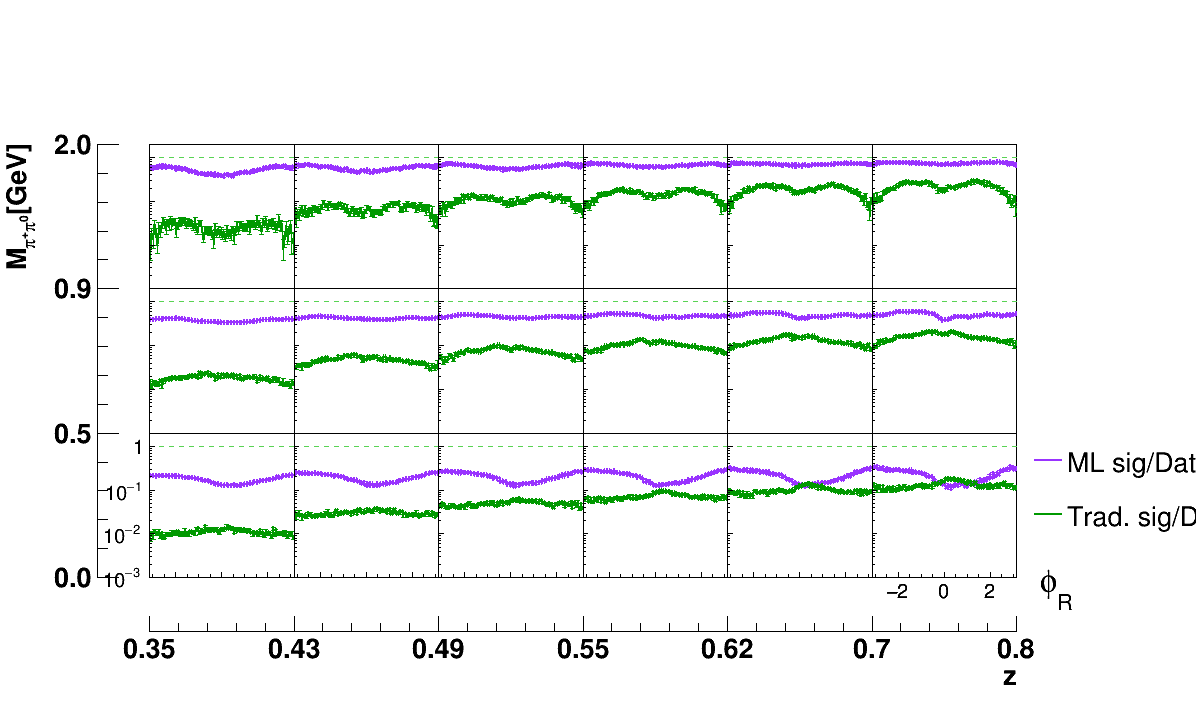 2.0
M π⁺π⁰ [GeV]
0.9
0.5
1
10⁻¹
10⁻²
10⁻³
0.0
ML sig/Dat
Trad. sig/D
−2 0 2
ϕ_R
0.35 0.43 0.49 0.55 0.62 0.7 0.8
z